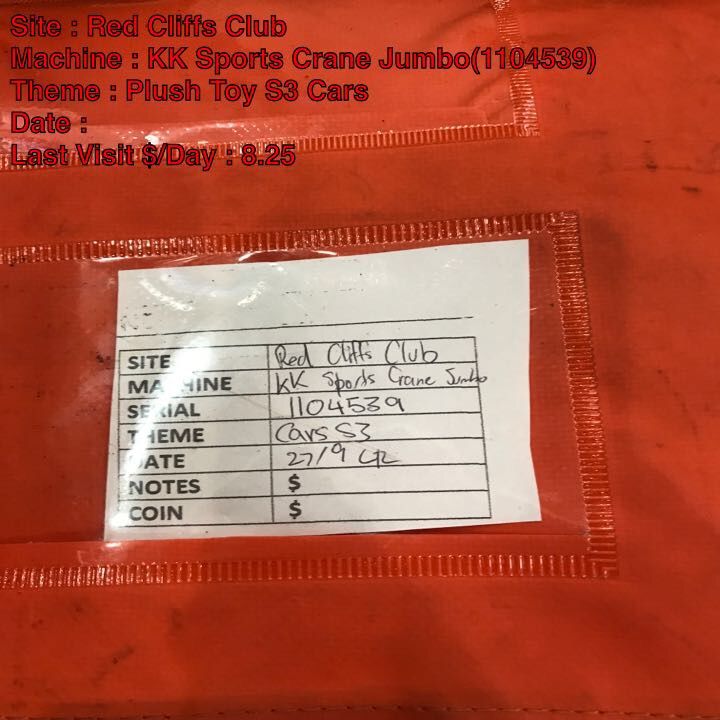 Site : Red Cliffs Club
Machine : KK Sports Crane Jumbo(1104539)
Theme : Plush Toy S3 Cars
Date :
Last Visit $/Day : 8.25
SITE Red Cliffs Club
MACHINE KK Sports Crane Jumbo
SERIAL 1104539
THEME Cars S3
DATE 27/9
NOTES $
COIN $